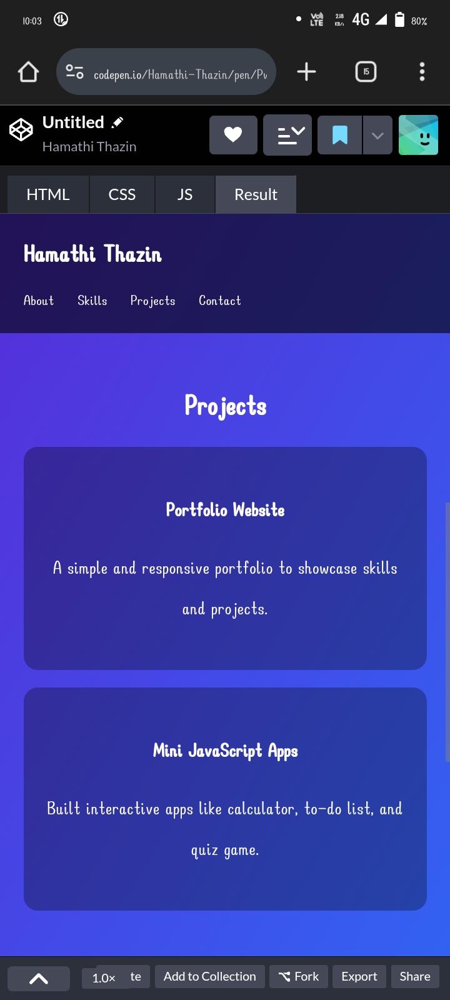 10:03
Vo)) LTE
2.18 KB/s
4G
80%
codepen.io/Hamathi-Thazin/pen/Pv
15
Untitled
Hamathi Thazin
HTML CSS JS Result
Hamathi Thazin
About Skills Projects Contact
Projects
Portfolio Website
A simple and responsive portfolio to showcase skills
and projects.
Mini JavaScript Apps
Built interactive apps like calculator, to-do list, and
quiz game.
1.0× te Add to Collection Fork Export Share